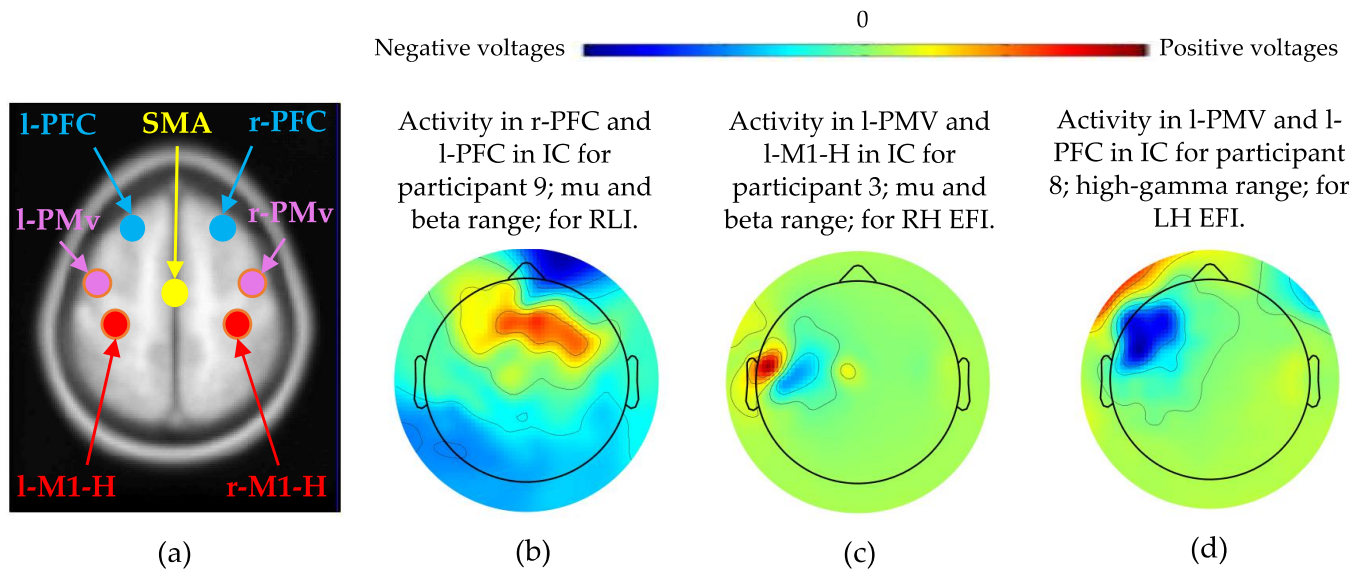 0
Negative voltages
Positive voltages
l-PFC
SMA
r-PFC
l-PMv
r-PMv
l-M1-H
r-M1-H
(a)
Activity in r-PFC and
l-PFC in IC for
participant 9; mu and
beta range; for RLI.
(b)
Activity in l-PMV and
l-M1-H in IC for
participant 3; mu and
beta range; for RH EFI.
(c)
Activity in l-PMV and l-
PFC in IC for participant
8; high-gamma range; for
LH EFI.
(d)